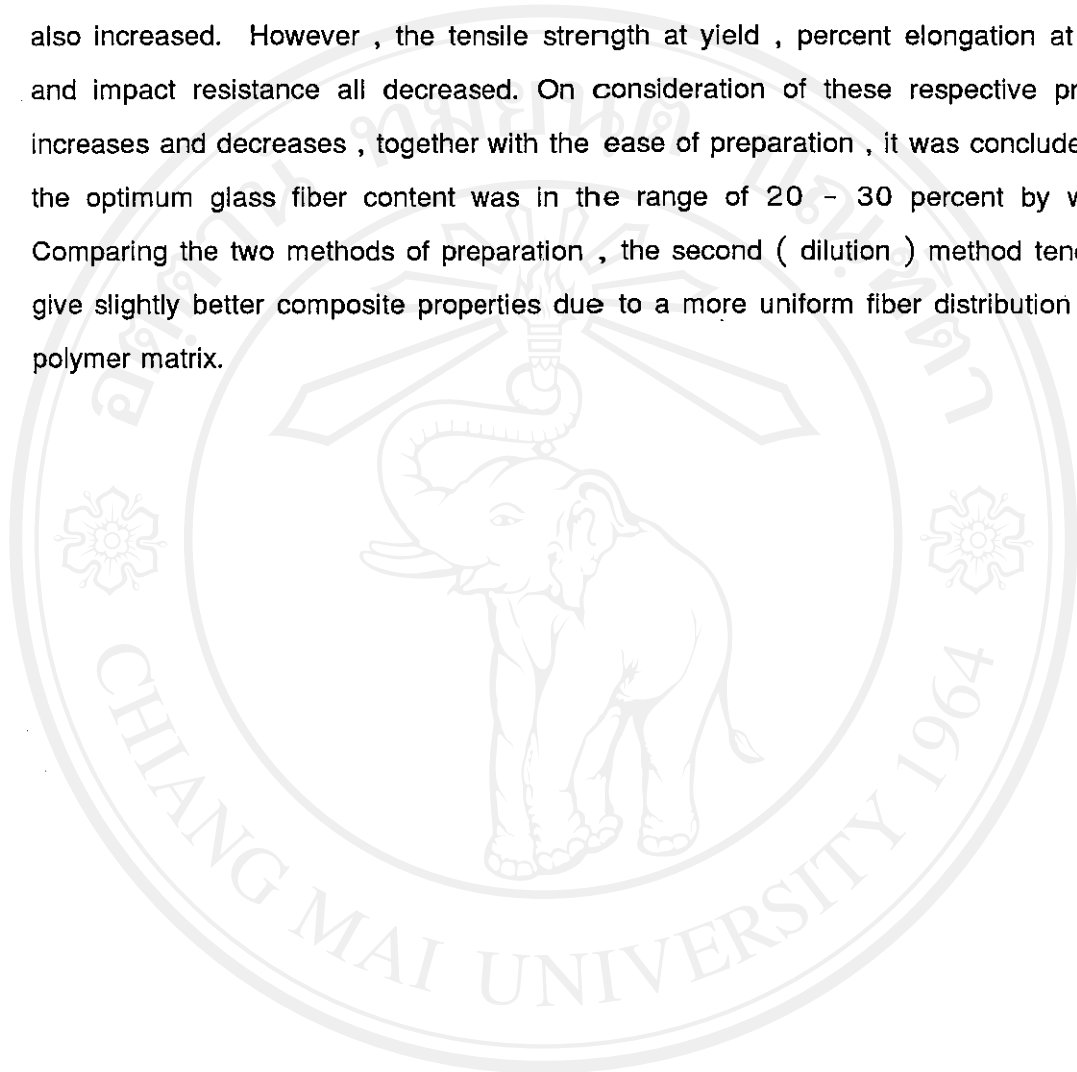 also increased. However , the tensile strength at yield , percent elongation at
and impact resistance all decreased. On consideration of these respective pr
increases and decreases , together with the ease of preparation , it was conclude
the optimum glass fiber content was in the range of 20 - 30 percent by w
Comparing the two methods of preparation , the second ( dilution ) method ten
give slightly better composite properties due to a more uniform fiber distribution
polymer matrix.
CHIANG MAI UNIVERSITY 1964